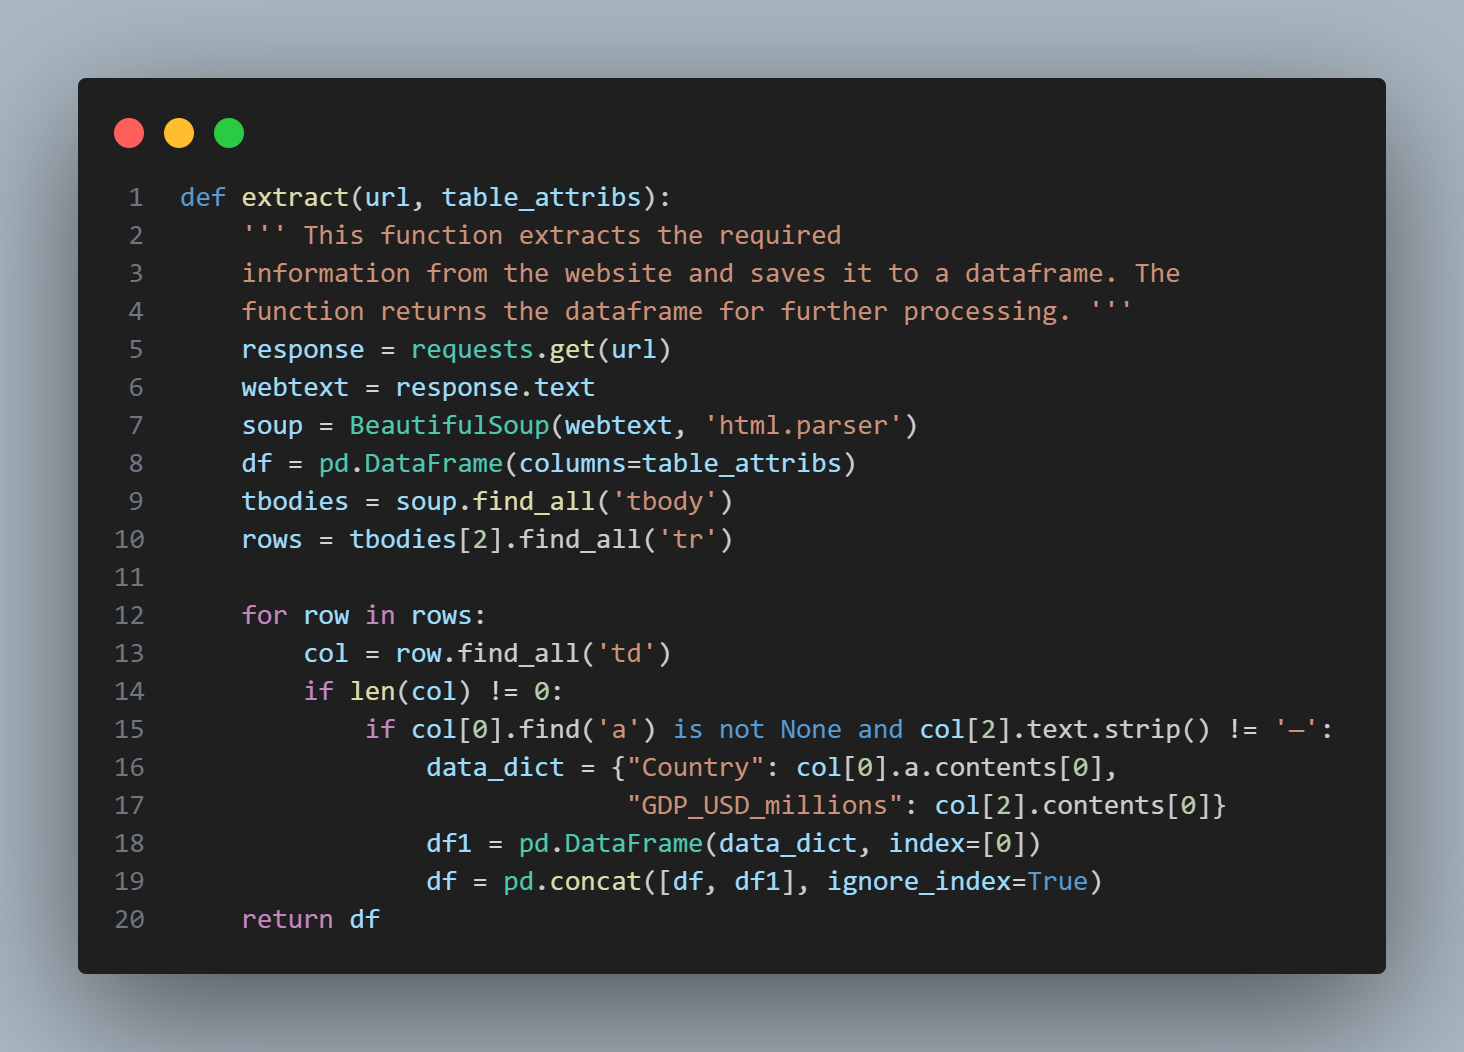 1 def extract(url, table_attribs):
2     ''' This function extracts the required
3     information from the website and saves it to a dataframe. The
4     function returns the dataframe for further processing. '''
5     response = requests.get(url)
6     webtext = response.text
7     soup = BeautifulSoup(webtext, 'html.parser')
8     df = pd.DataFrame(columns=table_attribs)
9     tbodies = soup.find_all('tbody')
10     rows = tbodies[2].find_all('tr')
11
12     for row in rows:
13         col = row.find_all('td')
14         if len(col) != 0:
15             if col[0].find('a') is not None and col[2].text.strip() != '—':
16                 data_dict = {"Country": col[0].a.contents[0],
17                              "GDP_USD_millions": col[2].contents[0]}
18                 df1 = pd.DataFrame(data_dict, index=[0])
19                 df = pd.concat([df, df1], ignore_index=True)
20     return df